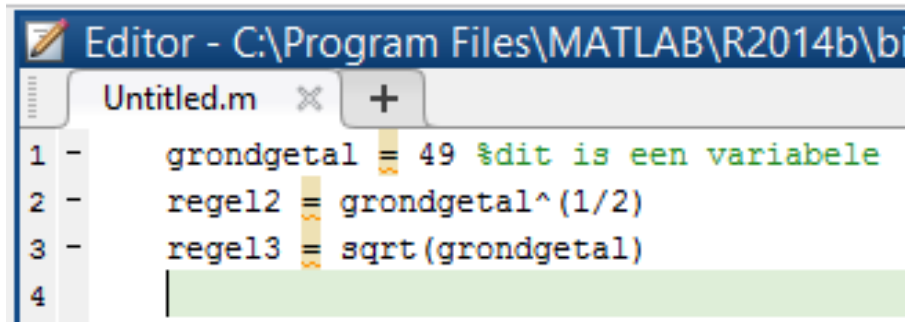 Editor - C:\Program Files\MATLAB\R2014b\bi
Untitled.m
1 - grondgetal = 49 %dit is een variabele
2 - regel2 = grondgetal^(1/2)
3 - regel3 = sqrt(grondgetal)
4